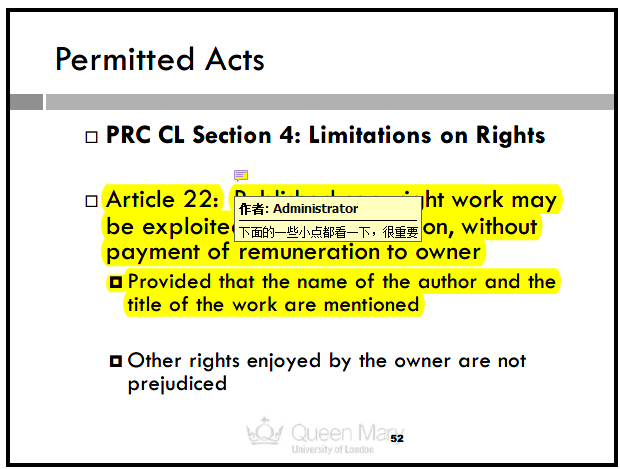 Permitted Acts
PRC CL Section 4: Limitations on Rights
Article 22: right work may
be exploite on, without
payment of remuneration to owner
作者: Administrator
下面的一些小点都看一下，很重要
Provided that the name of the author and the
title of the work are mentioned
Other rights enjoyed by the owner are not
prejudiced
Queen Mary
University of London
52